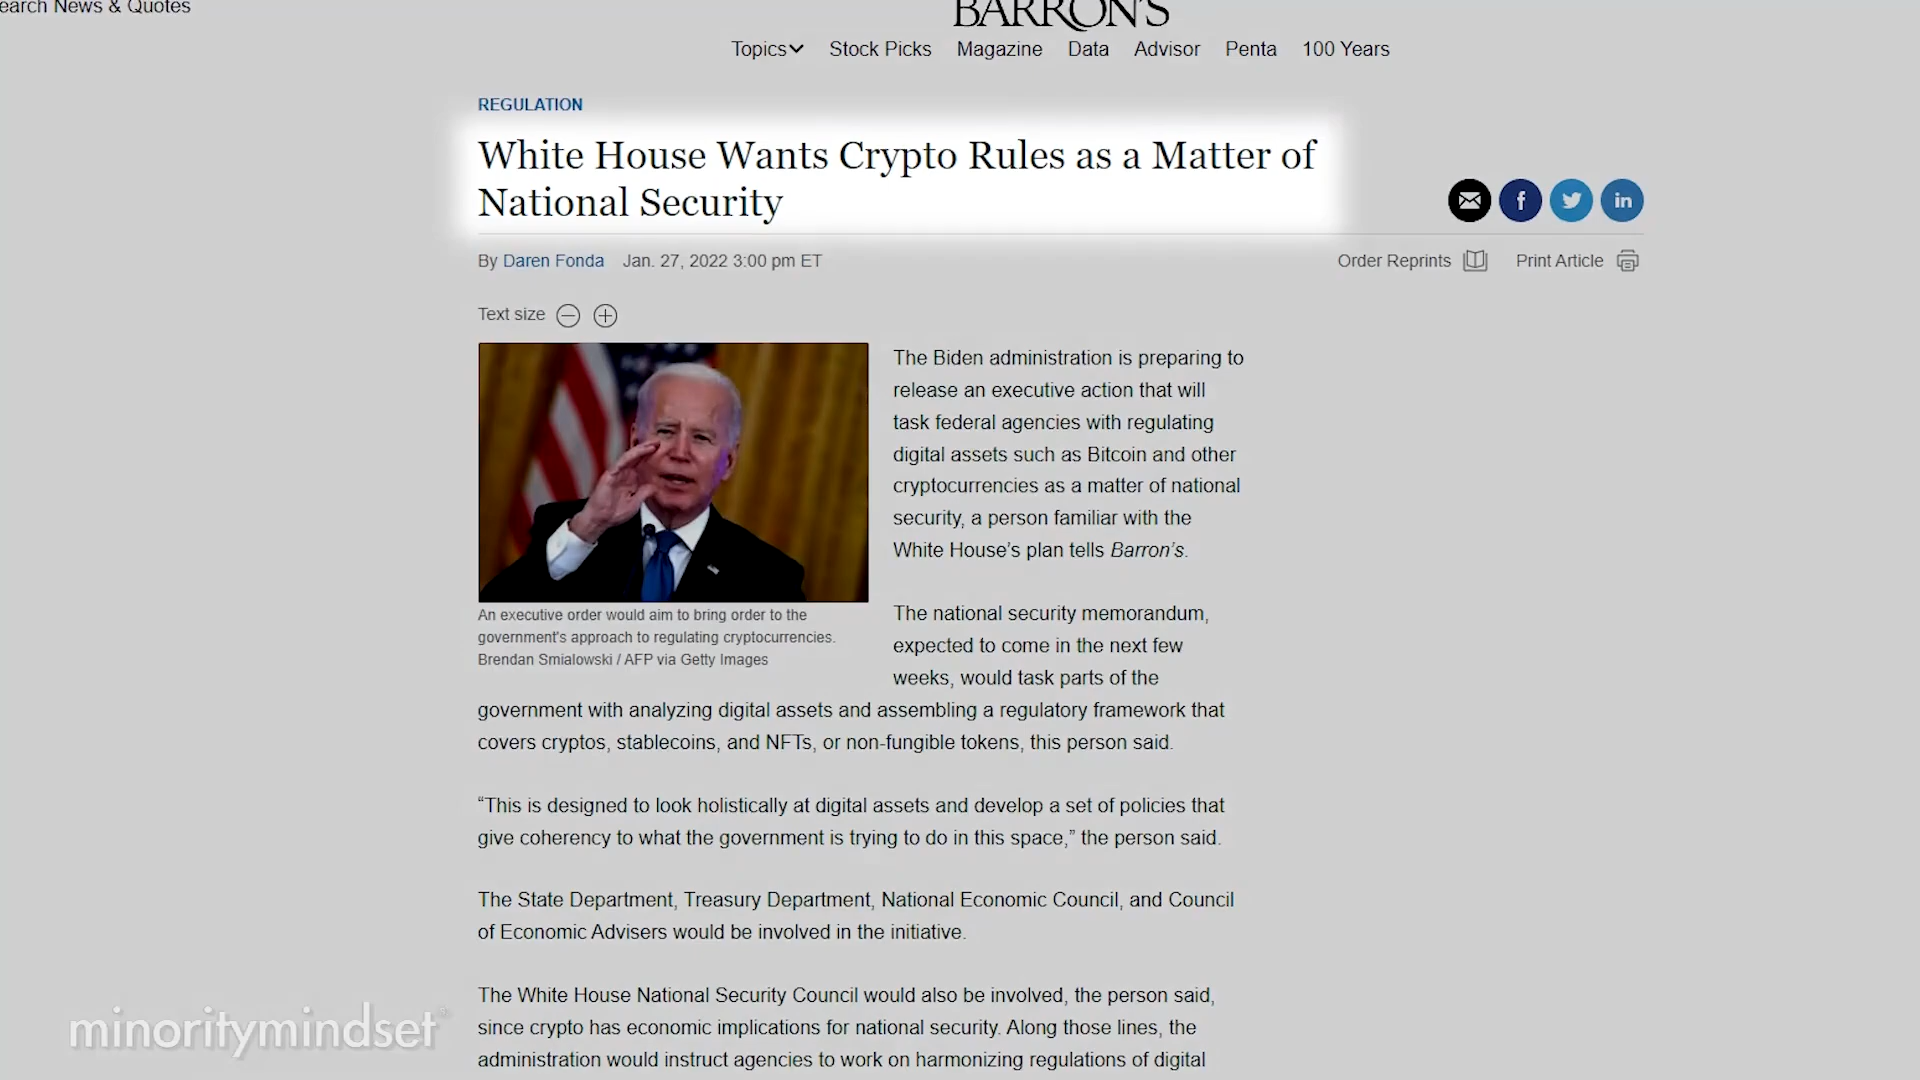 earch News & Quotes
BARRON'S
Topics Stock Picks Magazine Data Advisor Penta 100 Years
REGULATION
White House Wants Crypto Rules as a Matter of
National Security
By Daren Fonda Jan. 27, 2022 3:00 pm ET
Order Reprints Print Article
Text size
An executive order would aim to bring order to the
government's approach to regulating cryptocurrencies.
Brendan Smialowski / AFP via Getty Images
The Biden administration is preparing to
release an executive action that will
task federal agencies with regulating
digital assets such as Bitcoin and other
cryptocurrencies as a matter of national
security, a person familiar with the
White House’s plan tells Barron’s.
The national security memorandum,
expected to come in the next few
weeks, would task parts of the
government with analyzing digital assets and assembling a regulatory framework that
covers cryptos, stablecoins, and NFTs, or non-fungible tokens, this person said.
“This is designed to look holistically at digital assets and develop a set of policies that
give coherency to what the government is trying to do in this space,” the person said.
The State Department, Treasury Department, National Economic Council, and Council
of Economic Advisers would be involved in the initiative.
The White House National Security Council would also be involved, the person said,
since crypto has economic implications for national security. Along those lines, the
administration would instruct agencies to work on harmonizing regulations of digital
minoritymindset